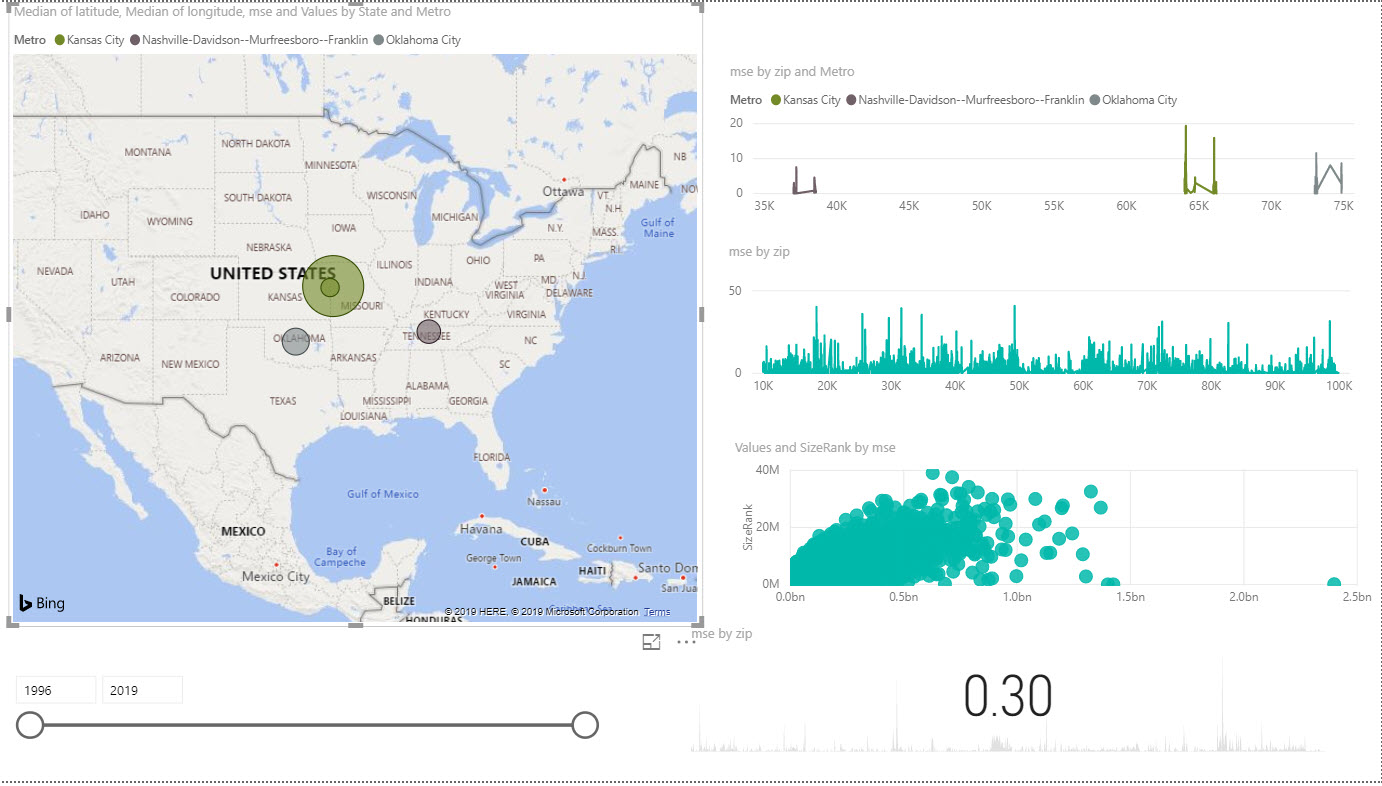 Median of latitude, Median of longitude, mse and Values by State and Metro
Metro Kansas City Nashville-Davidson--Murfreesboro--Franklin Oklahoma City
MONTANA
NORTH DAKOTA
MINNESOTA
SOUTH DAKOTA
WISCONSIN
MICHIGAN
Ottawa
MAINE
NB
NO
VT.
N.H.
N.Y.
MASS.
R.I.
Gulf of
Maine
IDAHO
WYOMING
IOWA
NEBRASKA
NEVADA
UTAH
COLORADO
UNITED STATES
KANSAS
MISSOURI
ILLINOIS
INDIANA
OHIO
PA
N.J.
MD.
DELAWARE
WEST
VIRGINIA
VIRGINIA
KENTUCKY
TENNESSEE
NC
SC
ARIZONA
NEW MEXICO
OKLAHOMA
ARKANSAS
TEXAS
LOUISIANA
MISSISSIPPI
ALABAMA
GEORGIA
FLORIDA
Gulf of Mexico
Nassau
MEXICO
Mexico City
Bay of
Campeche
Havana
CUBA
George Town
Cockburn Town
JAMAICA
HAITI
Santo Dom
San Jua
BELIZE
HONDURAS
Caribbean Sea
Bing
© 2019 HERE, © 2019 Microsoft Corporation Terms
1996 2019
mse by zip and Metro
Metro Kansas City Nashville-Davidson--Murfreesboro--Franklin Oklahoma City
20
10
0
35K 40K 45K 50K 55K 60K 65K 70K 75K
mse by zip
50
0
10K 20K 30K 40K 50K 60K 70K 80K 90K 100K
Values and SizeRank by mse
SizeRank
40M
20M
0M
0.0bn 0.5bn 1.0bn 1.5bn 2.0bn 2.5bn
mse by zip
0.30